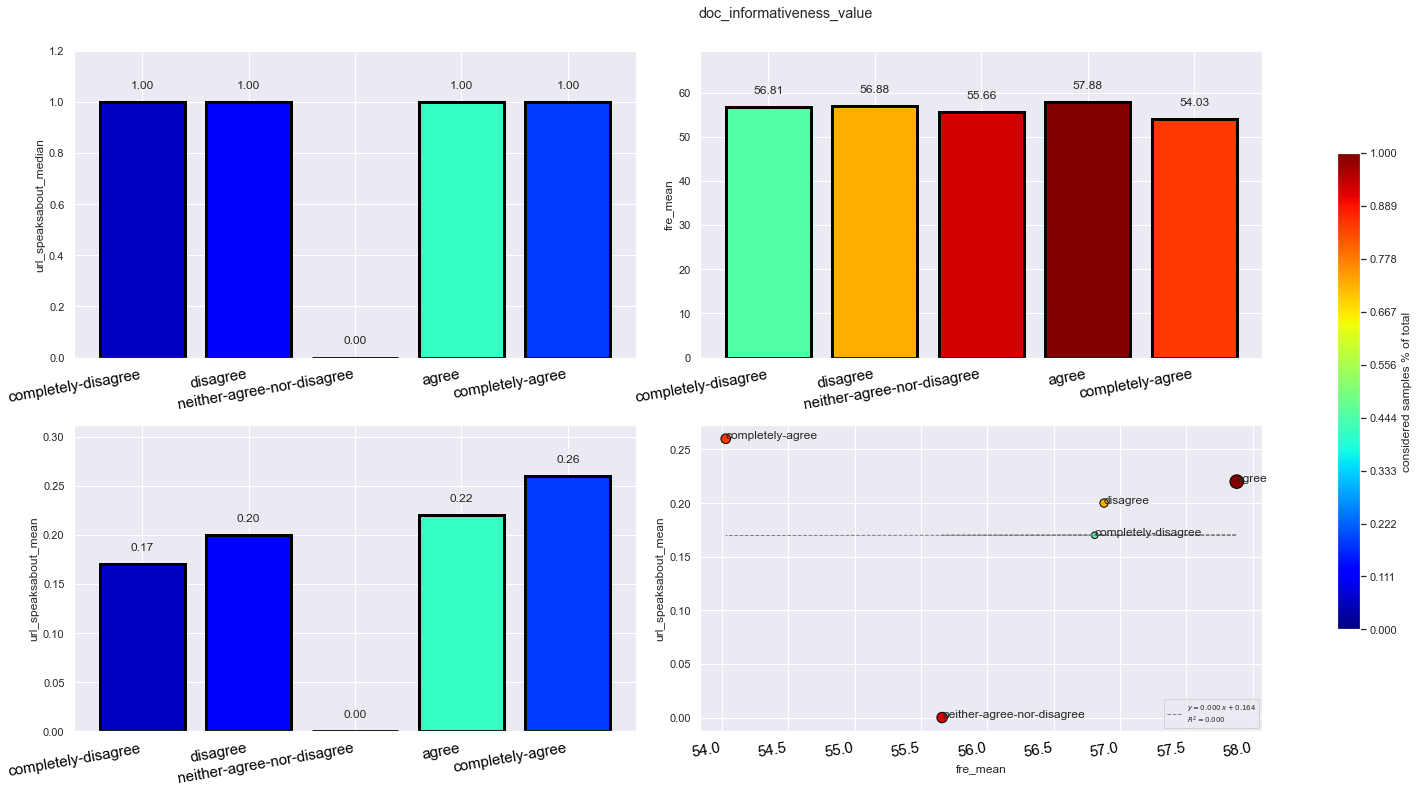 doc_informativeness_value
1.2
1.0
0.8
0.6
0.4
0.2
0.0
url_speaksabout_median
1.00
1.00
0.00
1.00
1.00
completely-disagree
disagree
neither-agree-nor-disagree
agree
completely-agree
60
50
40
30
20
10
0
fre_mean
56.81
56.88
55.66
57.88
54.03
completely-disagree
disagree
neither-agree-nor-disagree
agree
completely-agree
0.30
0.25
0.20
0.15
0.10
0.05
0.00
url_speaksabout_mean
0.17
0.20
0.00
0.22
0.26
completely-disagree
disagree
neither-agree-nor-disagree
agree
completely-agree
0.25
0.20
0.15
0.10
0.05
0.00
url_speaksabout_mean
completely-agree
agree
disagree
completely-disagree
neither-agree-nor-disagree
y = 0.000 x + 0.164
R² = 0.000
54.0
54.5
55.0
55.5
56.0
56.5
57.0
57.5
58.0
fre_mean
1.000
0.889
0.778
0.667
0.556
0.444
0.333
0.222
0.111
0.000
considered samples % of total